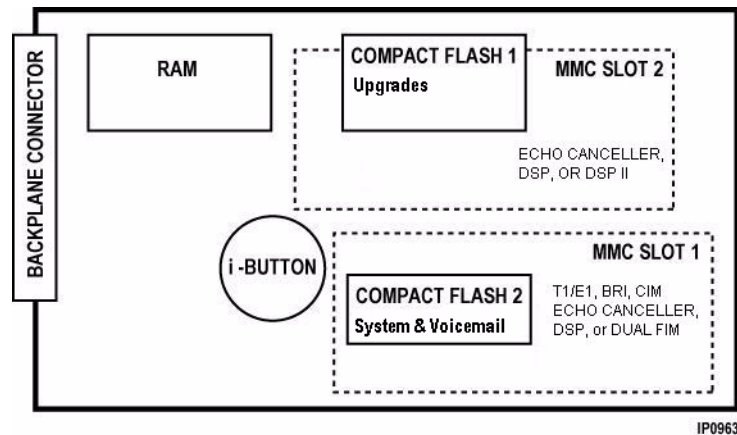 BACKPLANE CONNECTOR
RAM
COMPACT FLASH 1
Upgrades
MMC SLOT 2
ECHO CANCELLER,
DSP, OR DSP II
i -BUTTON
MMC SLOT 1
COMPACT FLASH 2
System & Voicemail
T1/E1, BRI, CIM
ECHO CANCELLER,
DSP, or DUAL FIM
IP0963